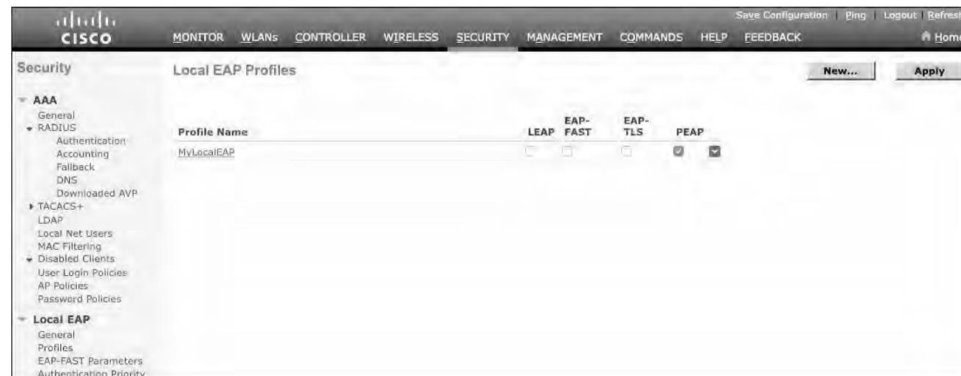 Save Configuration Ping Logout Refresh
CISCO
MONITOR WLANs CONTROLLER WIRELESS SECURITY MANAGEMENT COMMANDS HELP FEEDBACK Home
Security
Local EAP Profiles
New... Apply
AAA
General
RADIUS
Authentication
Accounting
Fallback
DNS
Downloaded AVP
TACACS+
LDAP
Local Net Users
MAC Filtering
Disabled Clients
User Login Policies
AP Policies
Password Policies
Local EAP
General
Profiles
EAP-FAST Parameters
Authentication Priority
Profile Name LEAP EAP-FAST EAP-TLS PEAP
MyLocalEAP